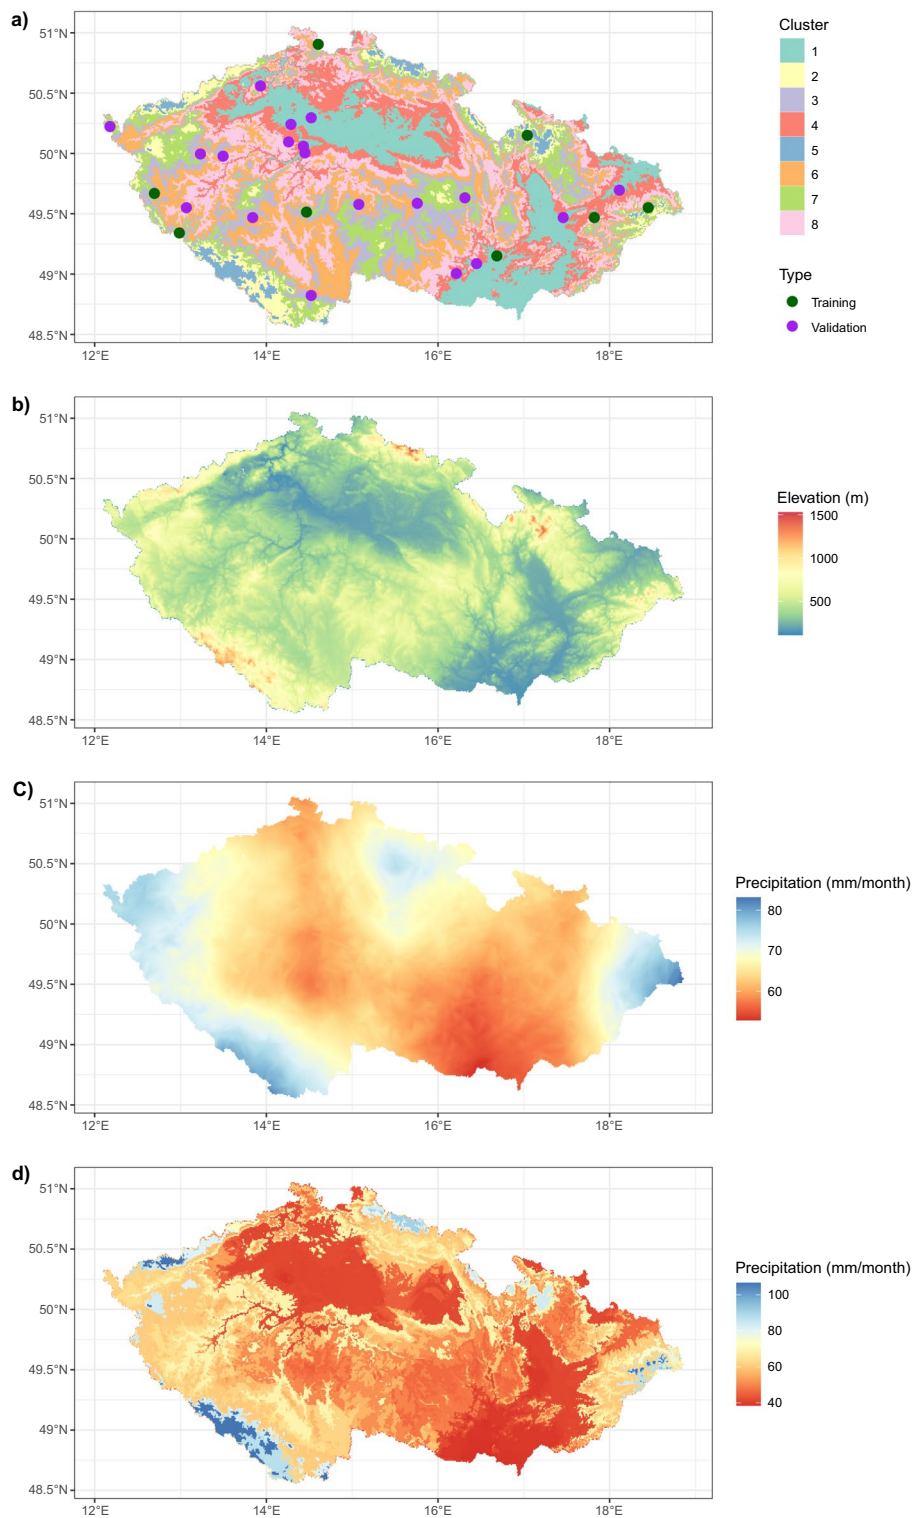 a)
51°N
50.5°N
50°N
49.5°N
49°N
48.5°N
12°E 14°E 16°E 18°E
Cluster
1
2
3
4
5
6
7
8
Type
Training
Validation
b)
51°N
50.5°N
50°N
49.5°N
49°N
48.5°N
12°E 14°E 16°E 18°E
Elevation (m)
1500
1000
500
C)
51°N
50.5°N
50°N
49.5°N
49°N
48.5°N
12°E 14°E 16°E 18°E
Precipitation (mm/month)
80
70
60
d)
51°N
50.5°N
50°N
49.5°N
49°N
48.5°N
12°E 14°E 16°E 18°E
Precipitation (mm/month)
100
80
60
40